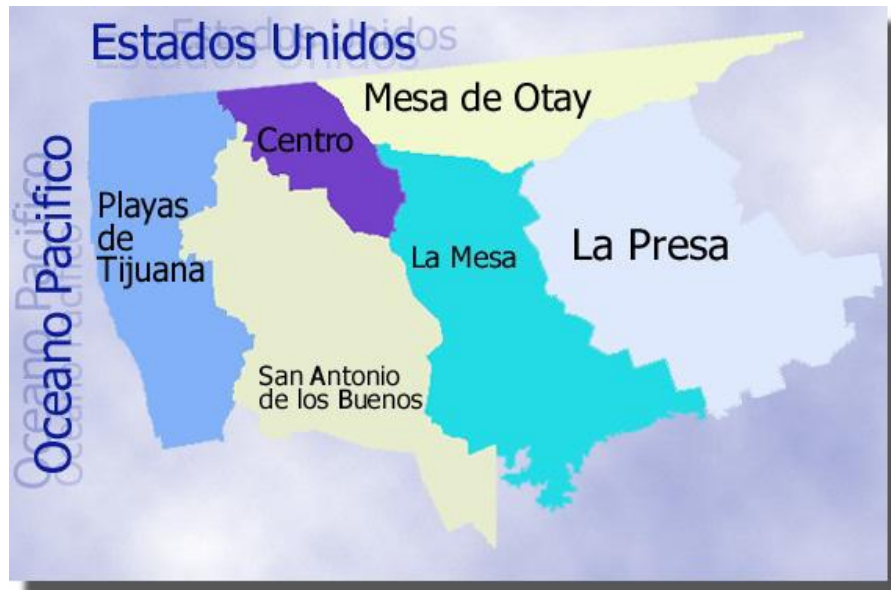 Estados Unidos
Oceano Pacifico
Mesa de Otay
Centro
Playas
de
Tijuana
La Mesa
La Presa
San Antonio
de los Buenos